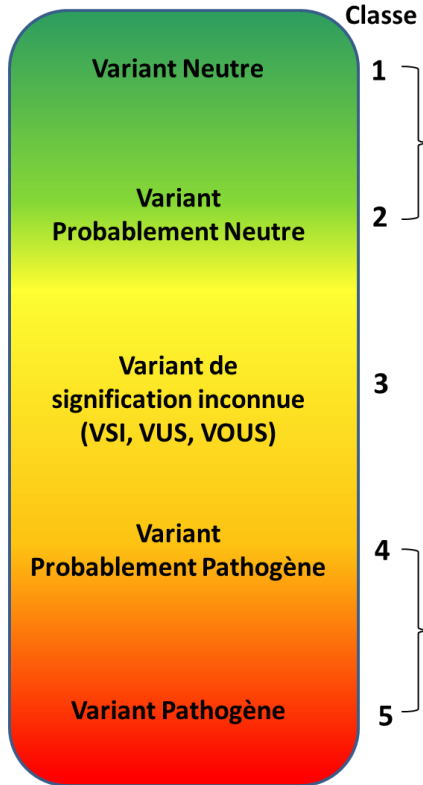 Classe
Variant Neutre
1
Variant
Probablement Neutre
2
Variant de
signification inconnue
(VSI, VUS, VOUS)
3
Variant
Probablement Pathogène
4
Variant Pathogène
5